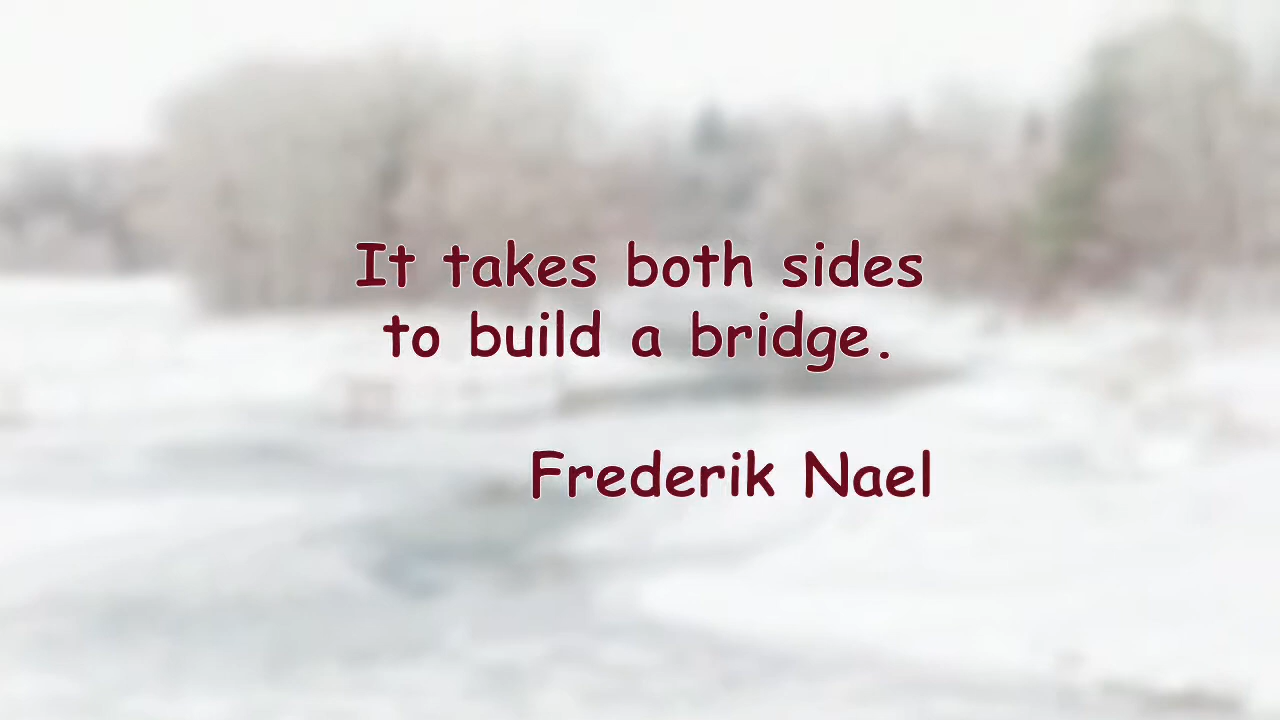 It takes both sides
to build a bridge.
Frederik Nael